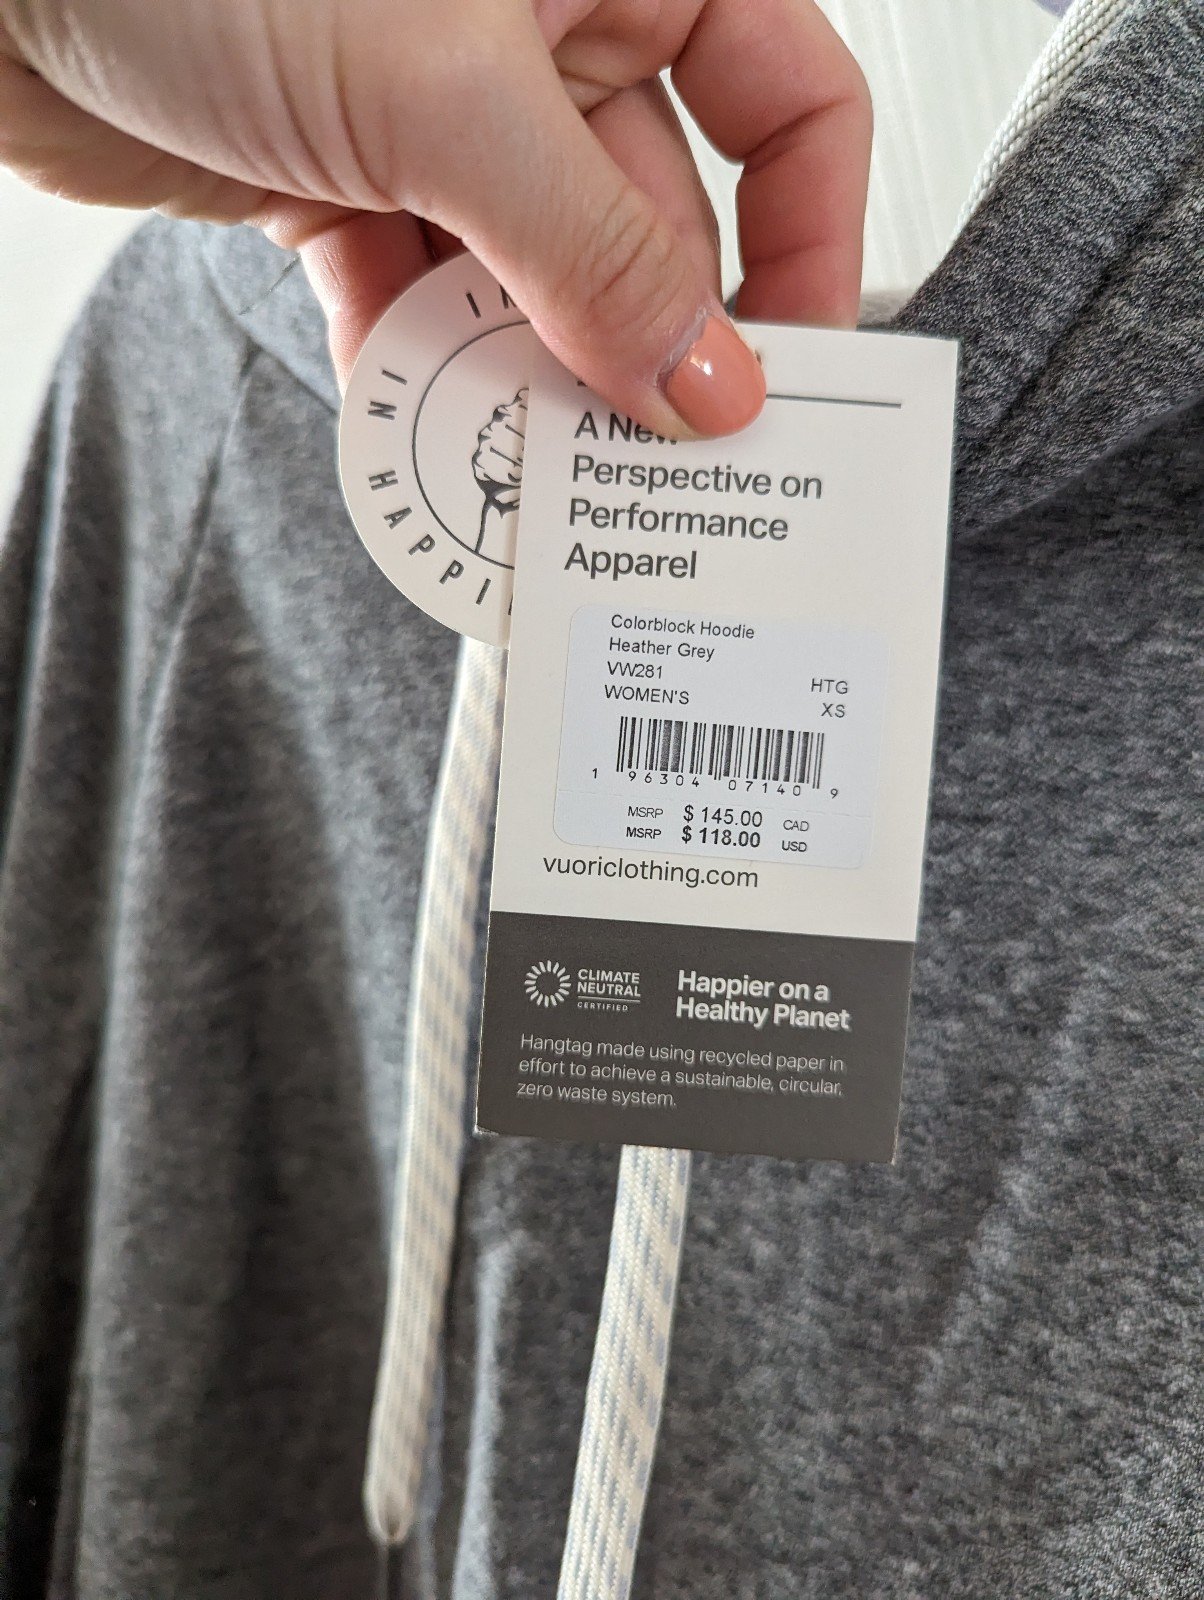 IN HAPPI
A New
Perspective on
Performance
Apparel
Colorblock Hoodie
Heather Grey
VW281 HTG
WOMEN'S XS
1 96304 07140 9
MSRP $ 145.00 CAD
MSRP $ 118.00 USD
vuoriclothing.com
CLIMATE
NEUTRAL
CERTIFIED
Happier on a
Healthy Planet
Hangtag made using recycled paper in
effort to achieve a sustainable, circular,
zero waste system.